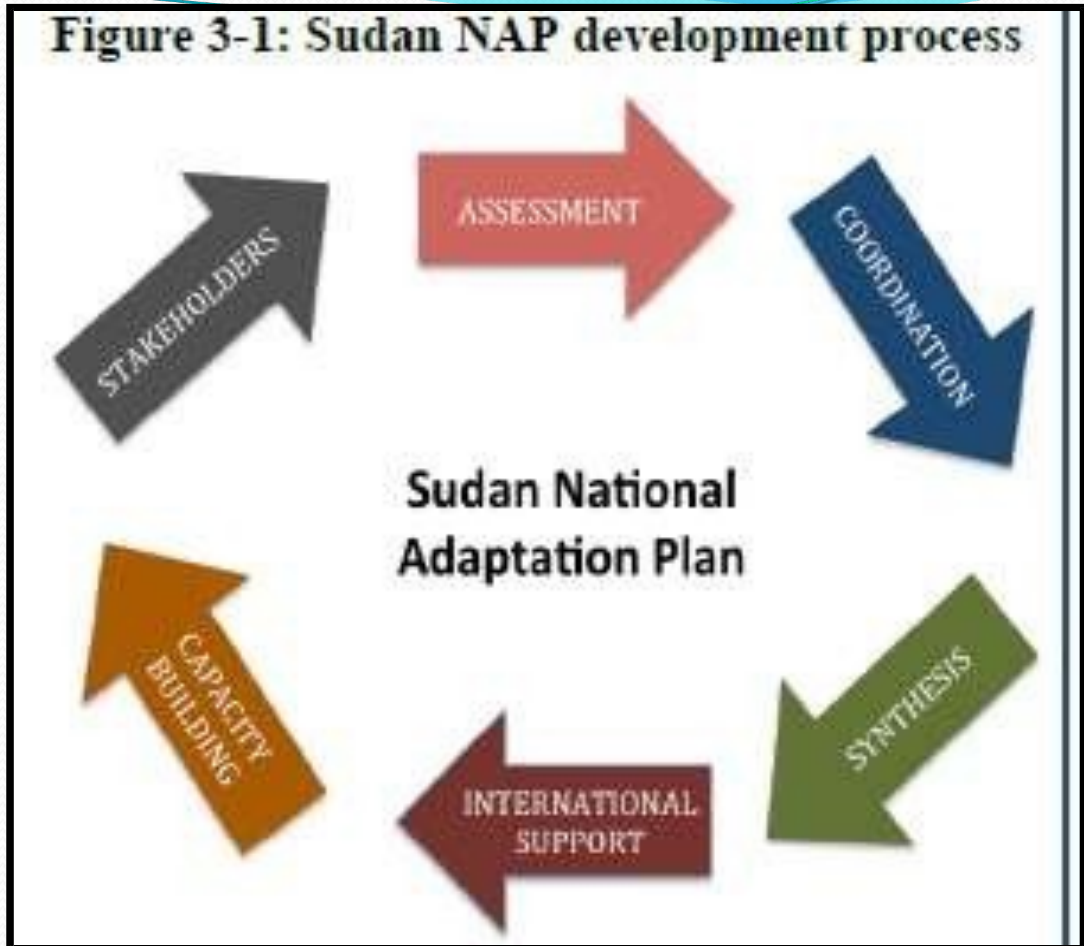 Figure 3-1: Sudan NAP development process
ASSESSMENT
COORDINATION
SYNTHESIS
INTERNATIONAL
SUPPORT
CAPACITY
BUILDING
STAKEHOLDERS
Sudan National
Adaptation Plan